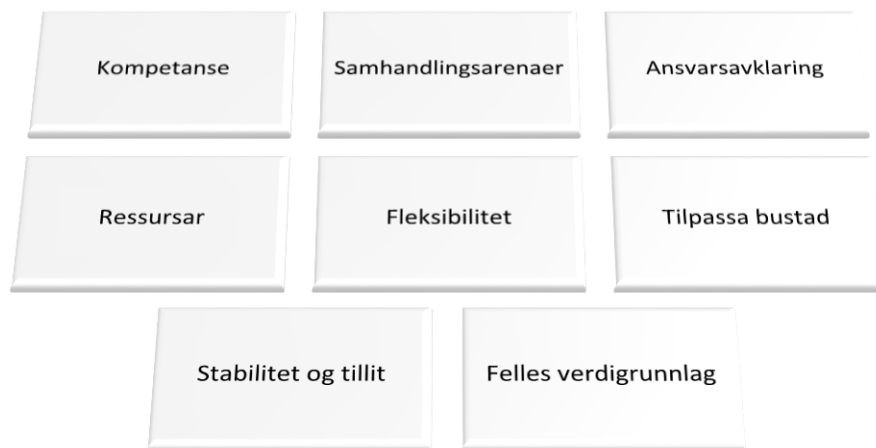 Kompetanse
Samhandlingsarenaer
Ansvarsavklaring
Ressursar
Fleksibilitet
Tilpassa bustad
Stabilitet og tillit
Felles verdigrunnlag